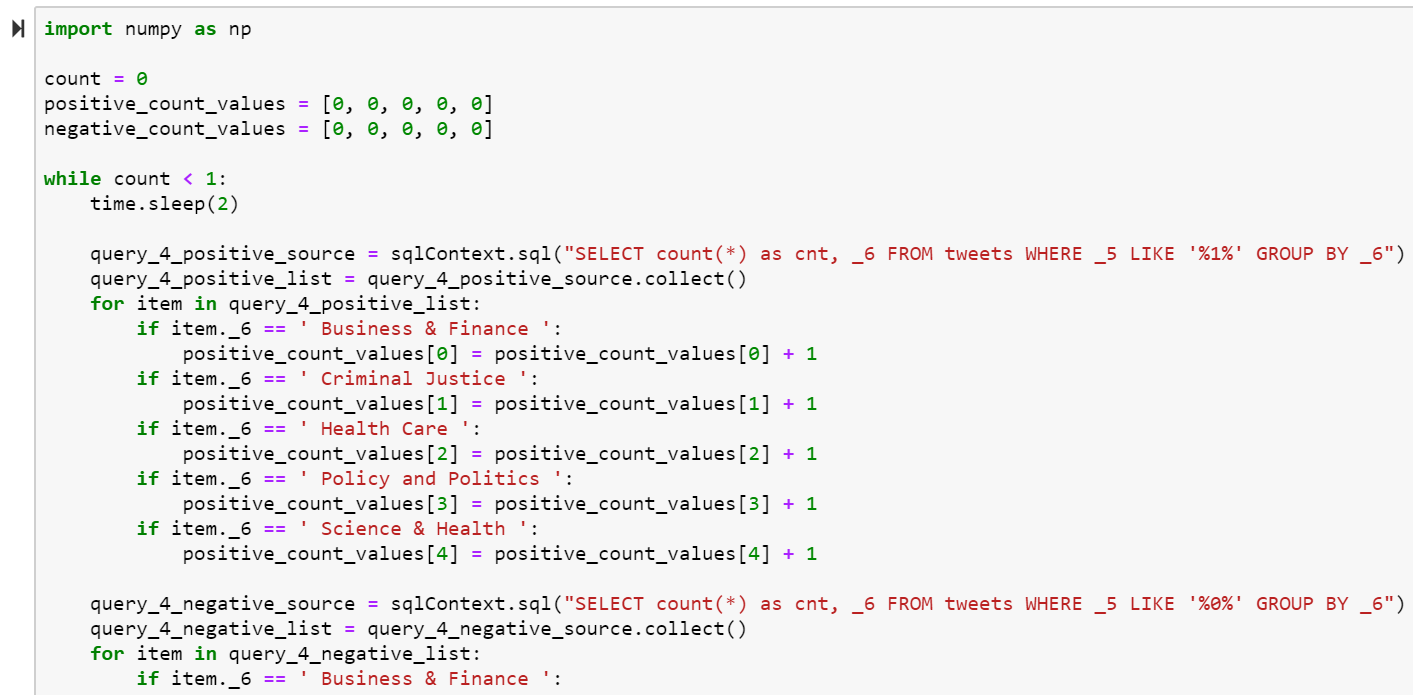 import numpy as np
count = 0
positive_count_values = [0, 0, 0, 0, 0]
negative_count_values = [0, 0, 0, 0, 0]
while count < 1:
    time.sleep(2)
    query_4_positive_source = sqlContext.sql("SELECT count(*) as cnt, _6 FROM tweets WHERE _5 LIKE '%1%' GROUP BY _6")
    query_4_positive_list = query_4_positive_source.collect()
    for item in query_4_positive_list:
        if item._6 == ' Business & Finance ':
            positive_count_values[0] = positive_count_values[0] + 1
        if item._6 == ' Criminal Justice ':
            positive_count_values[1] = positive_count_values[1] + 1
        if item._6 == ' Health Care ':
            positive_count_values[2] = positive_count_values[2] + 1
        if item._6 == ' Policy and Politics ':
            positive_count_values[3] = positive_count_values[3] + 1
        if item._6 == ' Science & Health ':
            positive_count_values[4] = positive_count_values[4] + 1
    query_4_negative_source = sqlContext.sql("SELECT count(*) as cnt, _6 FROM tweets WHERE _5 LIKE '%0%' GROUP BY _6")
    query_4_negative_list = query_4_negative_source.collect()
    for item in query_4_negative_list:
        if item._6 == ' Business & Finance ':